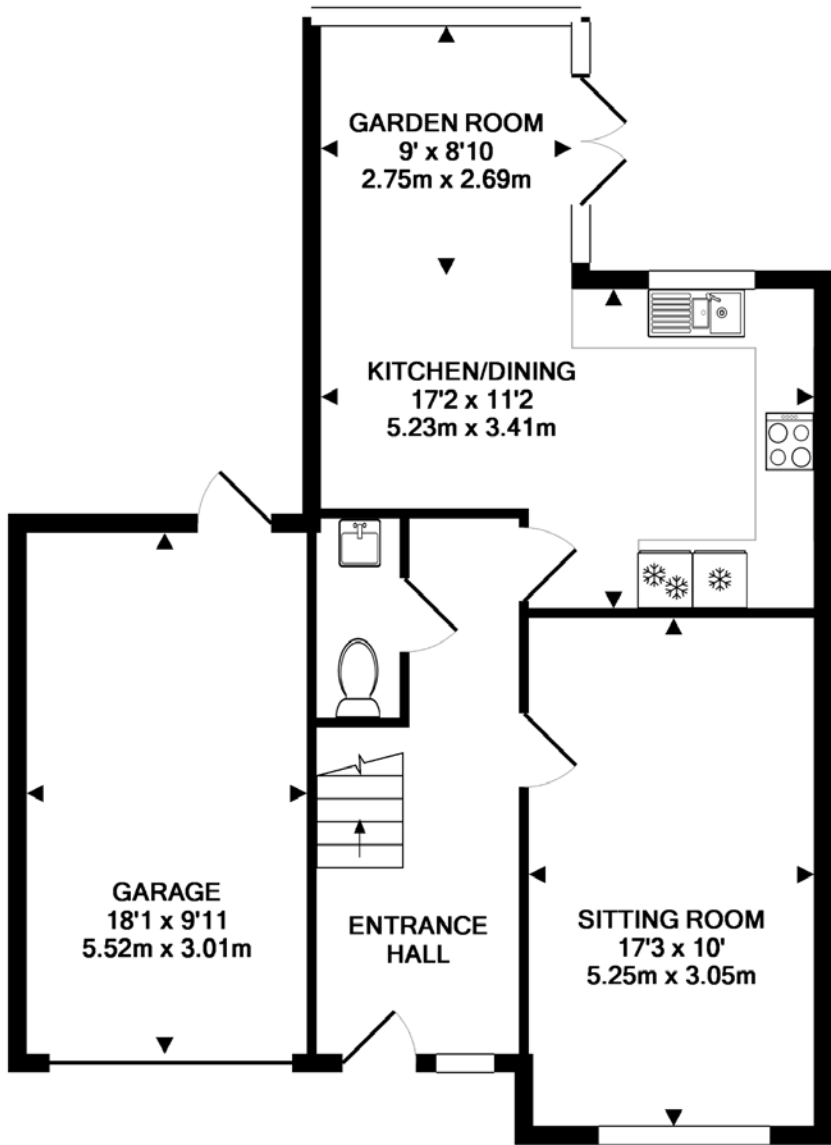 GARDEN ROOM
9' x 8'10
2.75m x 2.69m
KITCHEN/DINING
17'2 x 11'2
5.23m x 3.41m
GARAGE
18'1 x 9'11
5.52m x 3.01m
ENTRANCE
HALL
SITTING ROOM
17'3 x 10'
5.25m x 3.05m